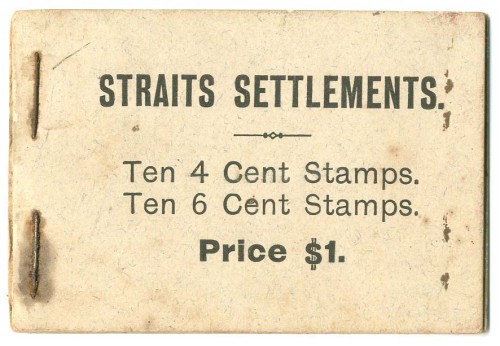 STRAITS SETTLEMENTS.
Ten 4 Cent Stamps.
Ten 6 Cent Stamps.
Price $1.